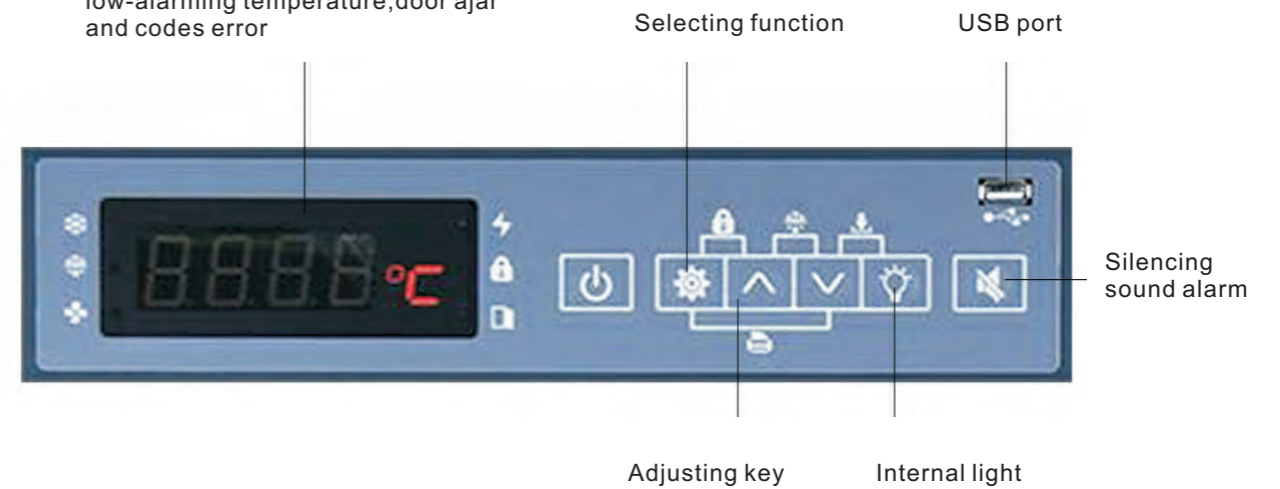 low-alarming temperature,door ajar
and codes error
Selecting function
USB port
°C
Silencing
sound alarm
Adjusting key
Internal light